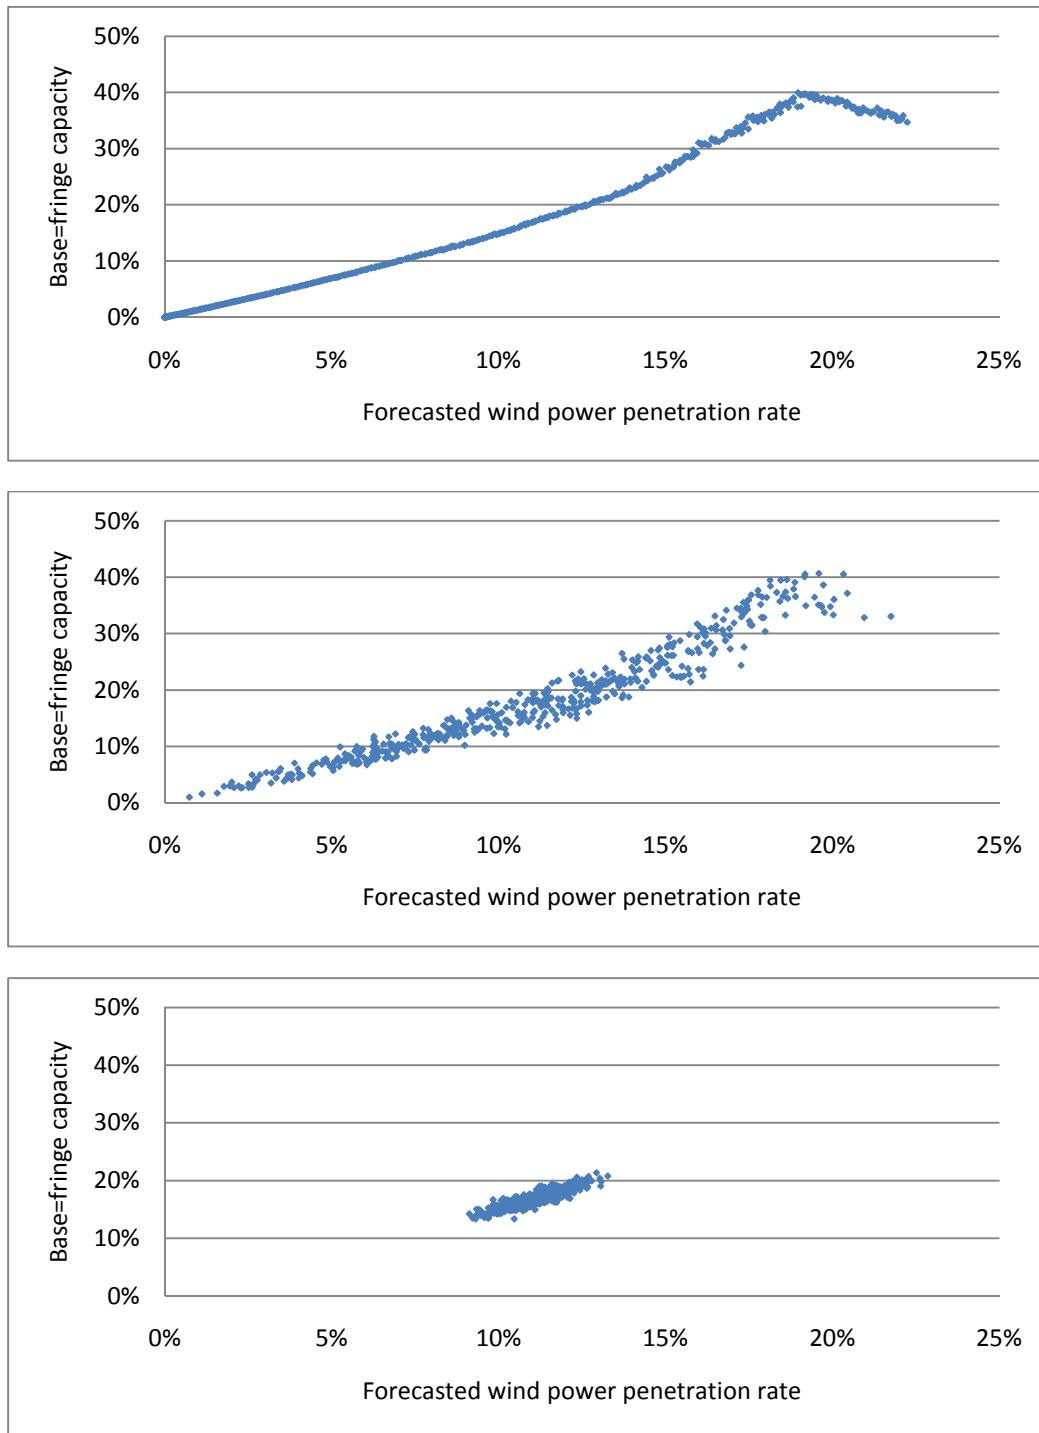 50%
40%
30%
20%
10%
0%
Base=fringe capacity
0% 5% 10% 15% 20% 25%
Forecasted wind power penetration rate
50%
40%
30%
20%
10%
0%
Base=fringe capacity
0% 5% 10% 15% 20% 25%
Forecasted wind power penetration rate
50%
40%
30%
20%
10%
0%
Base=fringe capacity
0% 5% 10% 15% 20% 25%
Forecasted wind power penetration rate